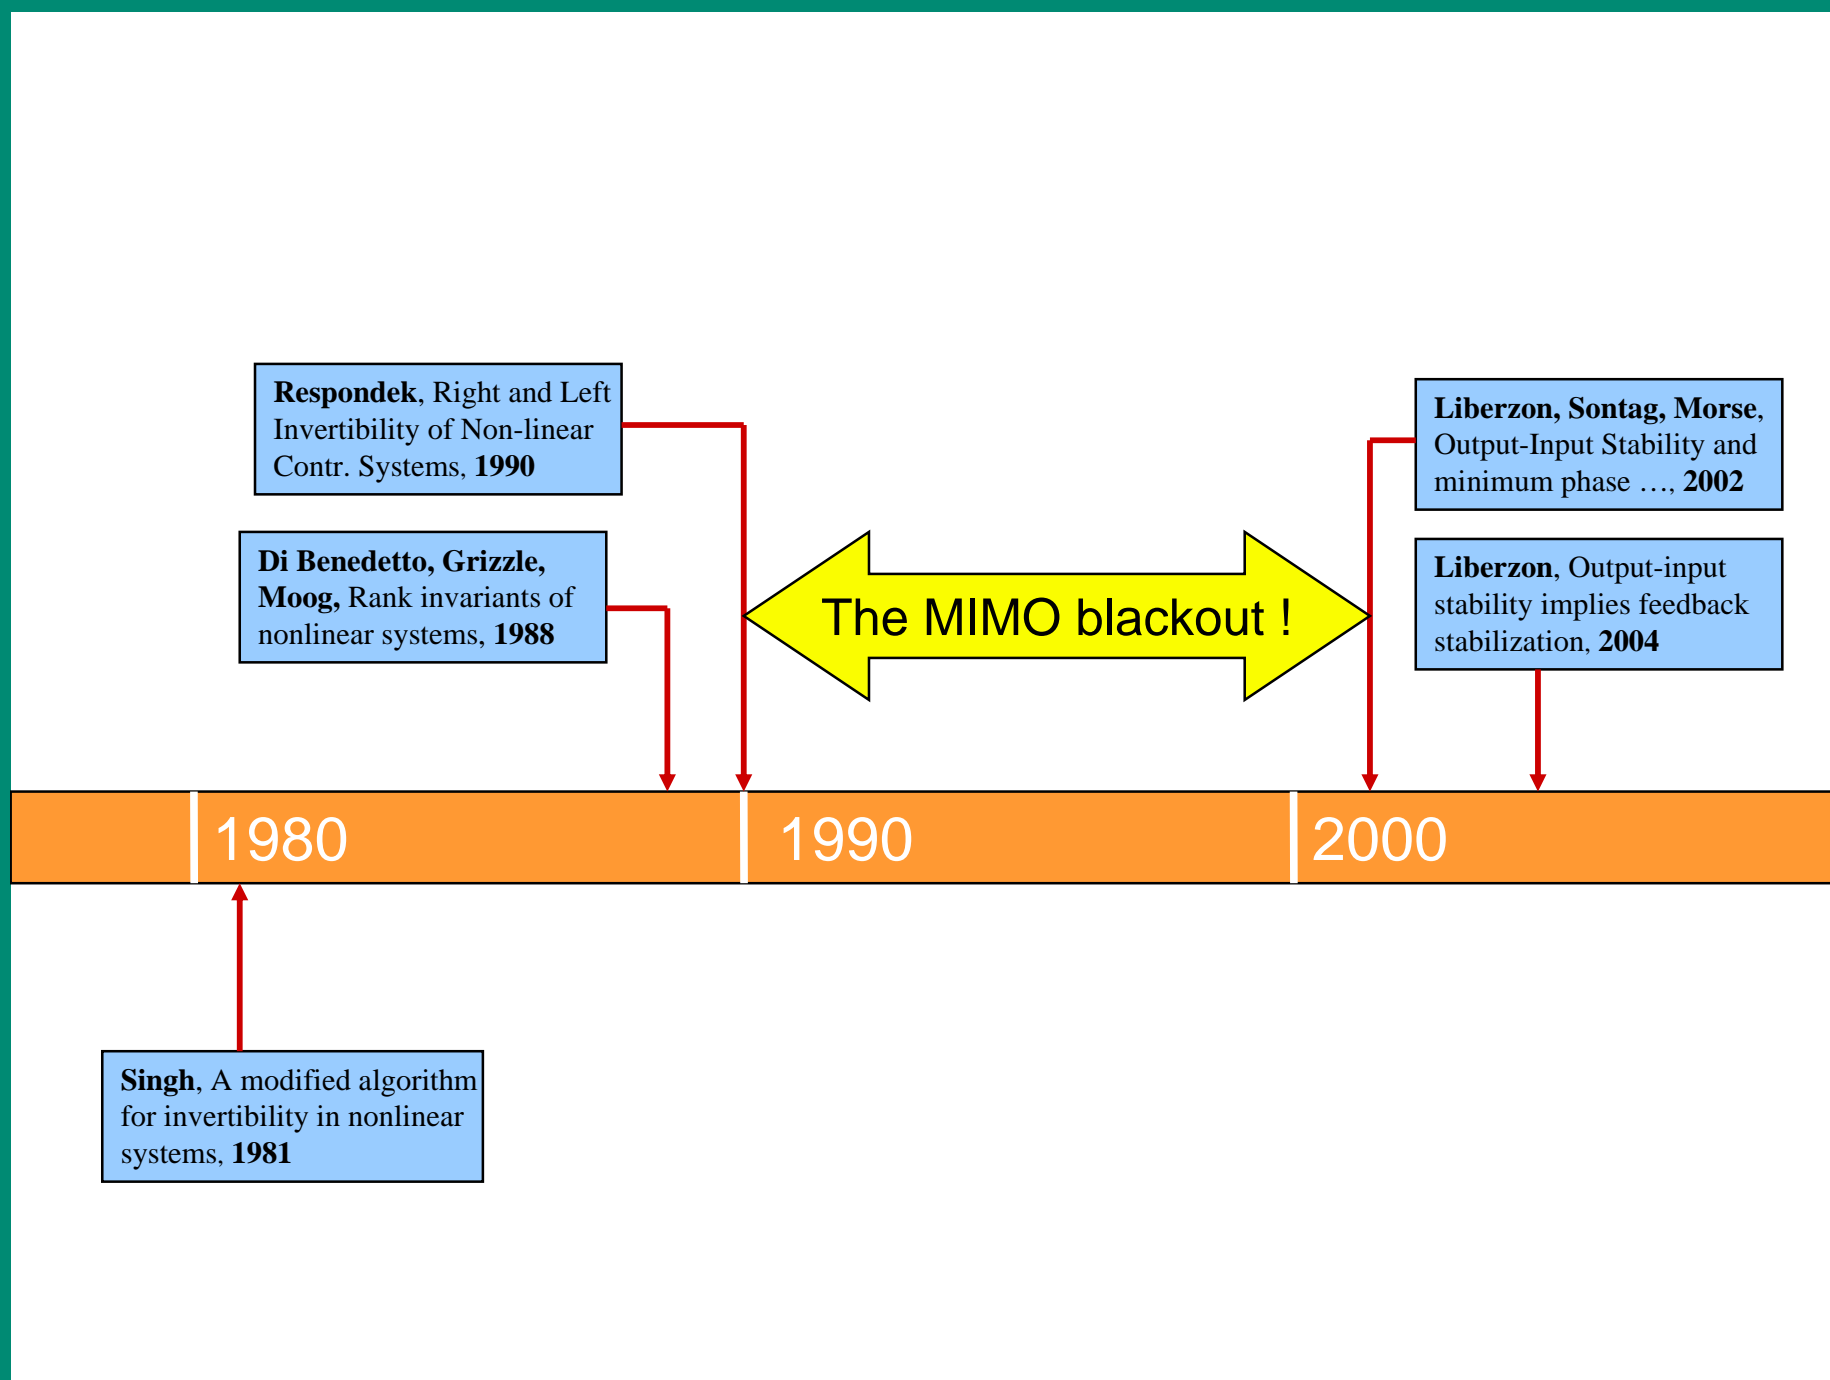 Respondek, Right and Left
Invertibility of Non-linear
Contr. Systems, 1990
Liberzon, Sontag, Morse,
Output-Input Stability and
minimum phase …, 2002
Di Benedetto, Grizzle,
Moog, Rank invariants of
nonlinear systems, 1988
The MIMO blackout !
Liberzon, Output-input
stability implies feedback
stabilization, 2004
1980
1990
2000
Singh, A modified algorithm
for invertibility in nonlinear
systems, 1981